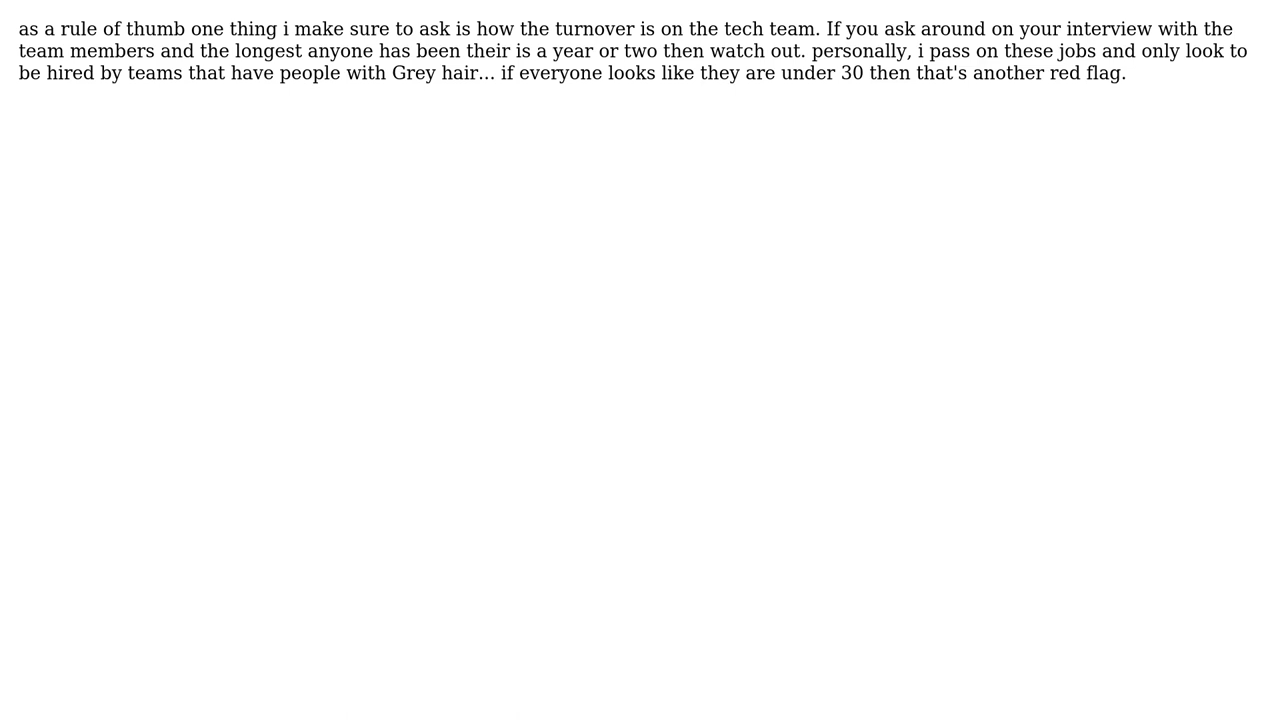 as a rule of thumb one thing i make sure to ask is how the turnover is on the tech team. If you ask around on your interview with the
team members and the longest anyone has been their is a year or two then watch out. personally, i pass on these jobs and only look to
be hired by teams that have people with Grey hair... if everyone looks like they are under 30 then that's another red flag.